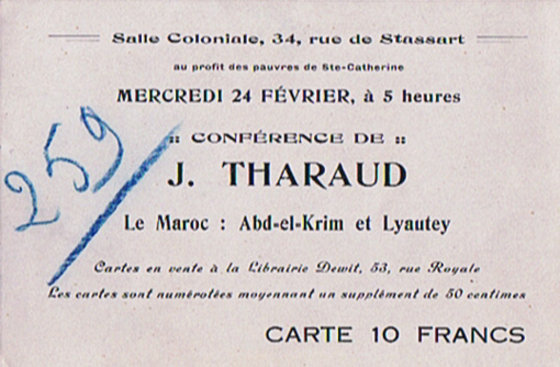 Salle Coloniale, 34, rue de Stassart
au profit des pauvres de Ste-Catherine
MERCREDI 24 FÉVRIER, à 5 heures
:: CONFÉRENCE DE ::
J. THARAUD
Le Maroc : Abd-el-Krim et Lyautey
Cartes en vente à la Librairie Dewit, 53, rue Royale
Les cartes sont numérotées moyennant un supplément de 50 centimes
CARTE 10 FRANCS
259